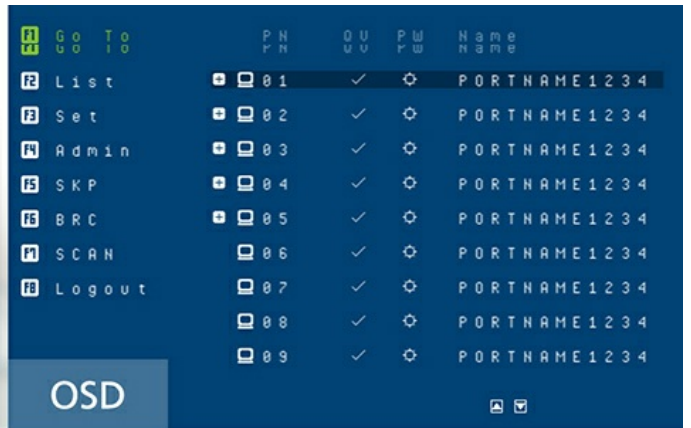 F1 Go To PN QV PW Name
F2 List 01 PORTNAME1234
F3 Set 02 PORTNAME1234
F4 Admin 03 PORTNAME1234
F5 SKP 04 PORTNAME1234
F6 BRC 05 PORTNAME1234
F7 SCAN 06 PORTNAME1234
F8 Logout 07 PORTNAME1234
08 PORTNAME1234
09 PORTNAME1234
OSD